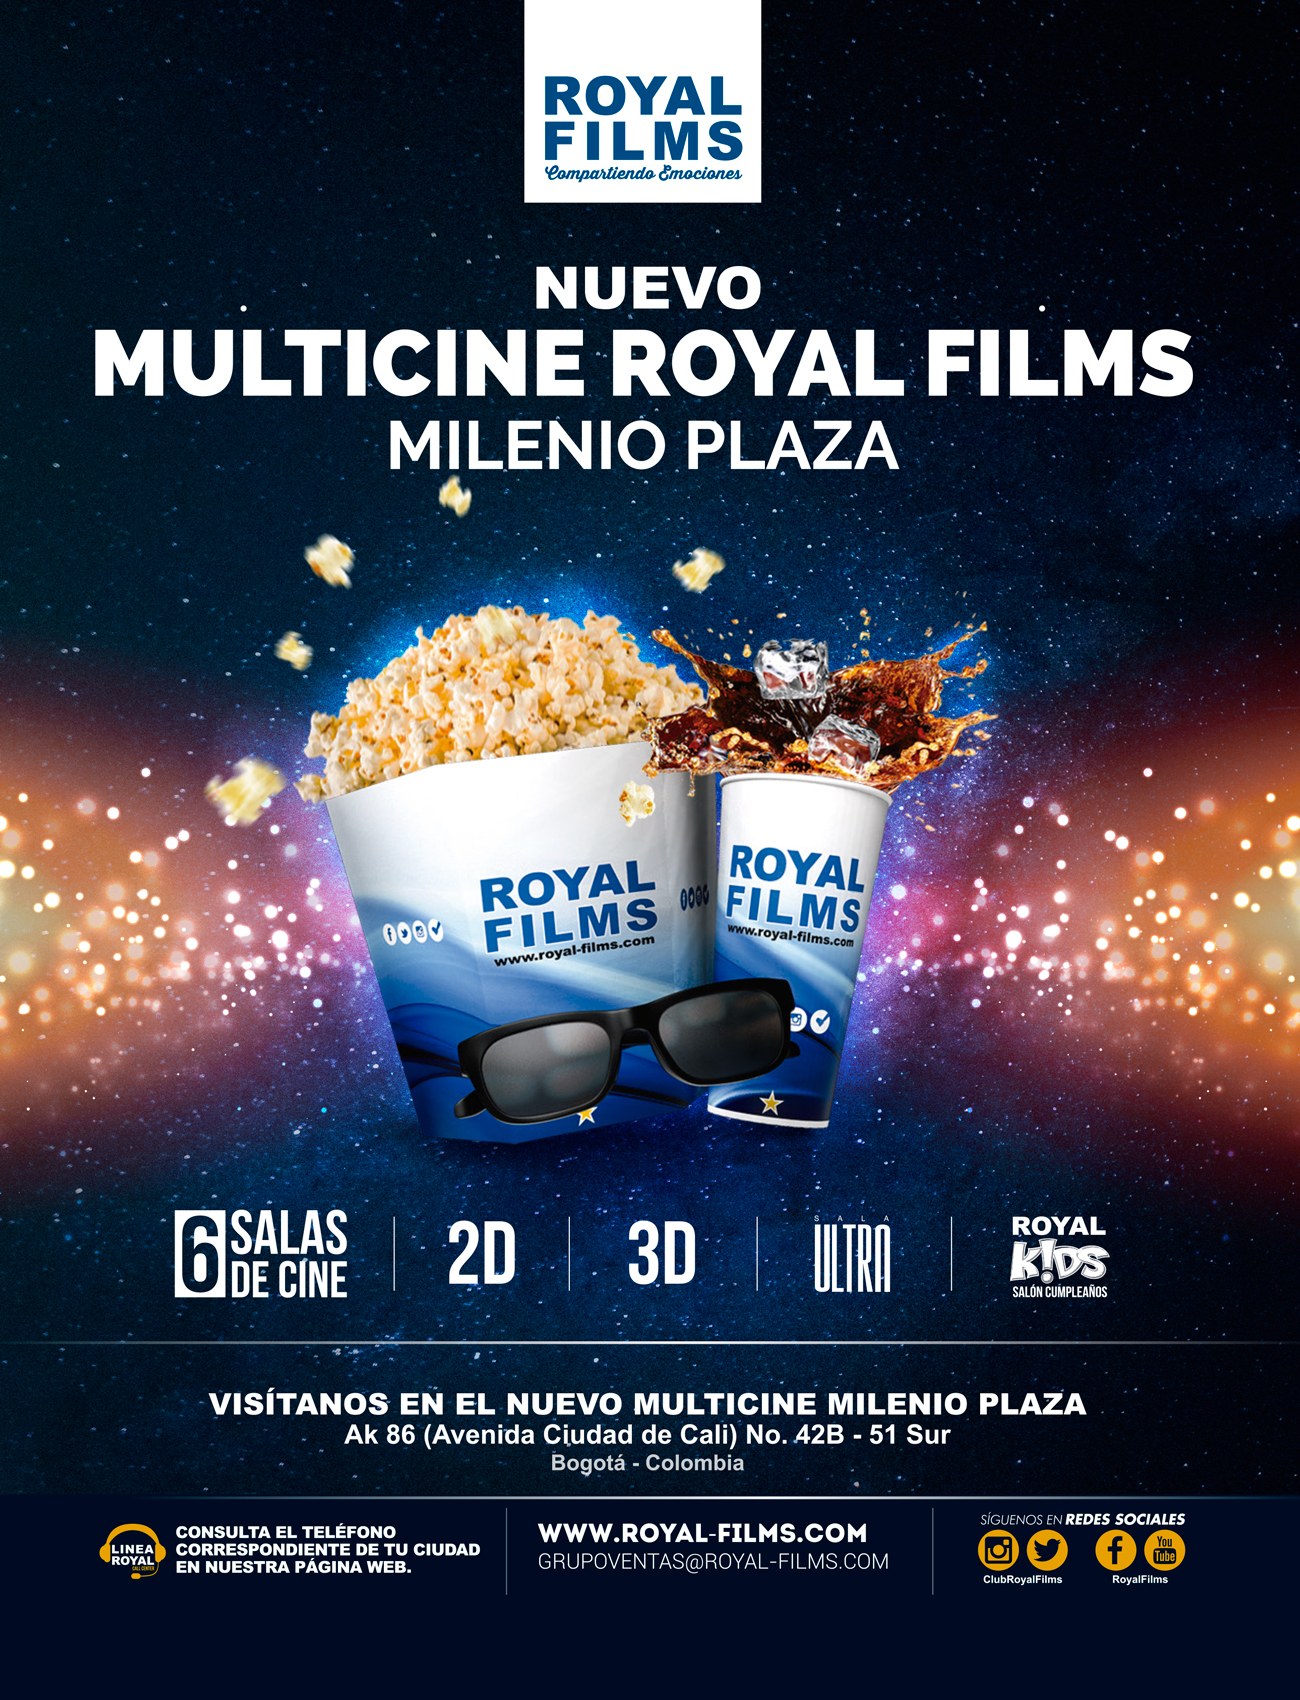 ROYAL
FILMS
Compartiendo Emociones
NUEVO
MULTICINE ROYAL FILMS
MILENIO PLAZA
ROYAL
FILMS
www.royal-films.com
ROYAL
FILMS
www.royal-films.com
6 SALAS
DE CINE
2D
3D
SALA
ULTRA
ROYAL
K!DS
SALÓN CUMPLEAÑOS
VISÍTANOS EN EL NUEVO MULTICINE MILENIO PLAZA
Ak 86 (Avenida Ciudad de Cali) No. 42B - 51 Sur
Bogotá - Colombia
LINEA
ROYAL
CALL CENTER
CONSULTA EL TELÉFONO
CORRESPONDIENTE DE TU CIUDAD
EN NUESTRA PÁGINA WEB.
WWW.ROYAL-FILMS.COM
GRUPOVENTAS@ROYAL-FILMS.COM
SÍGUENOS EN REDES SOCIALES
You
Tube
ClubRoyalFilms
RoyalFilms